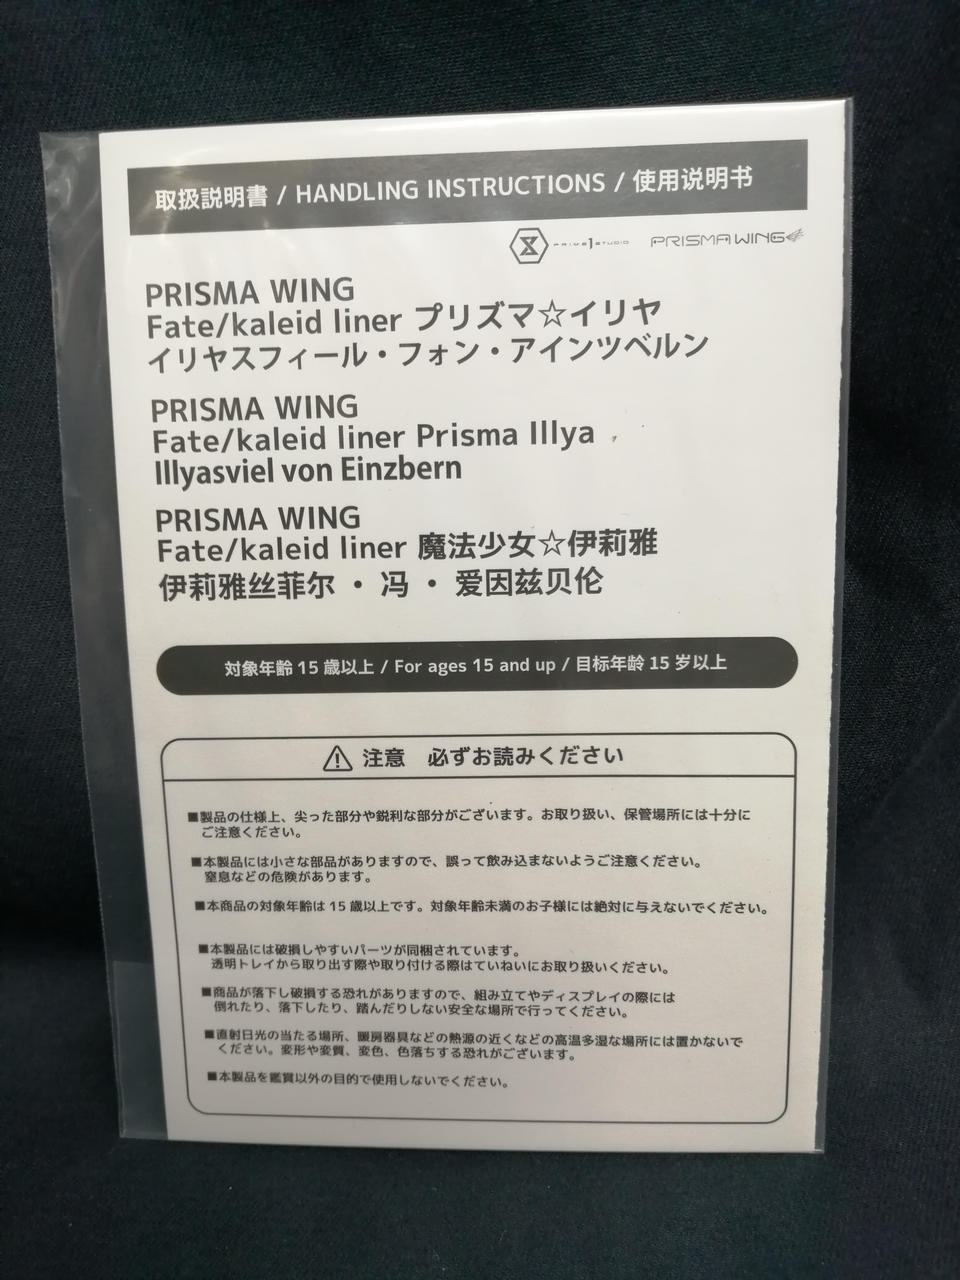 取扱説明書 / HANDLING INSTRUCTIONS / 使用说明书
PRIME 1 STUDIO PRISMA WING
PRISMA WING
Fate/kaleid liner プリズマ☆イリヤ
イリヤスフィール・フォン・アインツベルン
PRISMA WING
Fate/kaleid liner Prisma Illya
Illyasviel von Einzbern
PRISMA WING
Fate/kaleid liner 魔法少女☆伊莉雅
伊莉雅丝菲尔 ・ 冯 ・ 爱因兹贝伦
対象年齢 15 歳以上 / For ages 15 and up / 目标年龄 15 岁以上
注意 必ずお読みください
■製品の仕様上、尖った部分や鋭利な部分がございます。お取り扱い、保管場所には十分に
ご注意ください。
■本製品には小さな部品がありますので、誤って飲み込まないようご注意ください。
窒息などの危険があります。
■本商品の対象年齢は 15 歳以上です。対象年齢未満のお子様には絶対に与えないでください。
■本製品には破損しやすいパーツが同梱されています。
透明トレイから取り出す際や取り付ける際はていねいにお取り扱いください。
■商品が落下し破損する恐れがありますので、組み立てやディスプレイの際には
倒れたり、落下したり、踏んだりしない安全な場所で行ってください。
■直射日光の当たる場所、暖房器具などの熱源の近くなどの高温多湿な場所には置かないで
ください。変形や変質、変色、色落ちする恐れがございます。
■本製品を鑑賞以外の目的で使用しないでください。